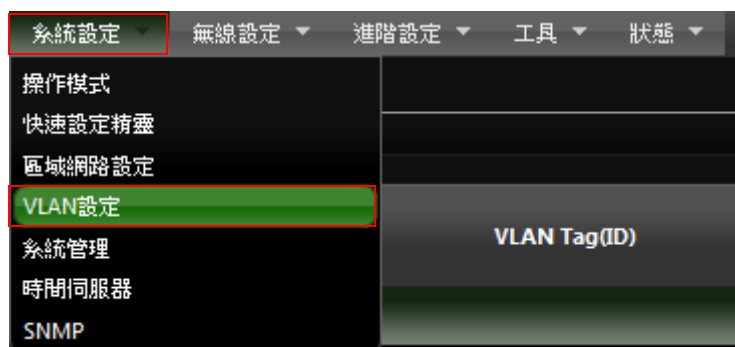 系統設定 無線設定 進階設定 工具 狀態
操作模式
快速設定精靈
區域網路設定
VLAN設定
VLAN Tag(ID)
系統管理
時間伺服器
SNMP